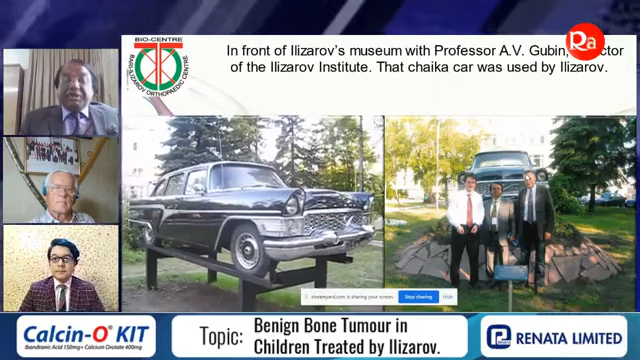 BIO-CENTRE
BARI-ILIZAROV ORTHOPAEDIC CENTRE
In front of Ilizarov's museum with Professor A.V. Gubin,
ctor
of the Ilizarov Institute. That chaika car was used by Ilizarov.
Ra
streamyard.com is sharing your screen.
Stop sharing
Hide
Calcin-O® KIT
Ibandronic Acid 150mg + Calcium Orotate 400mg
Topic:
Benign Bone Tumour in
Children Treated by Ilizarov.
RENATA LIMITED